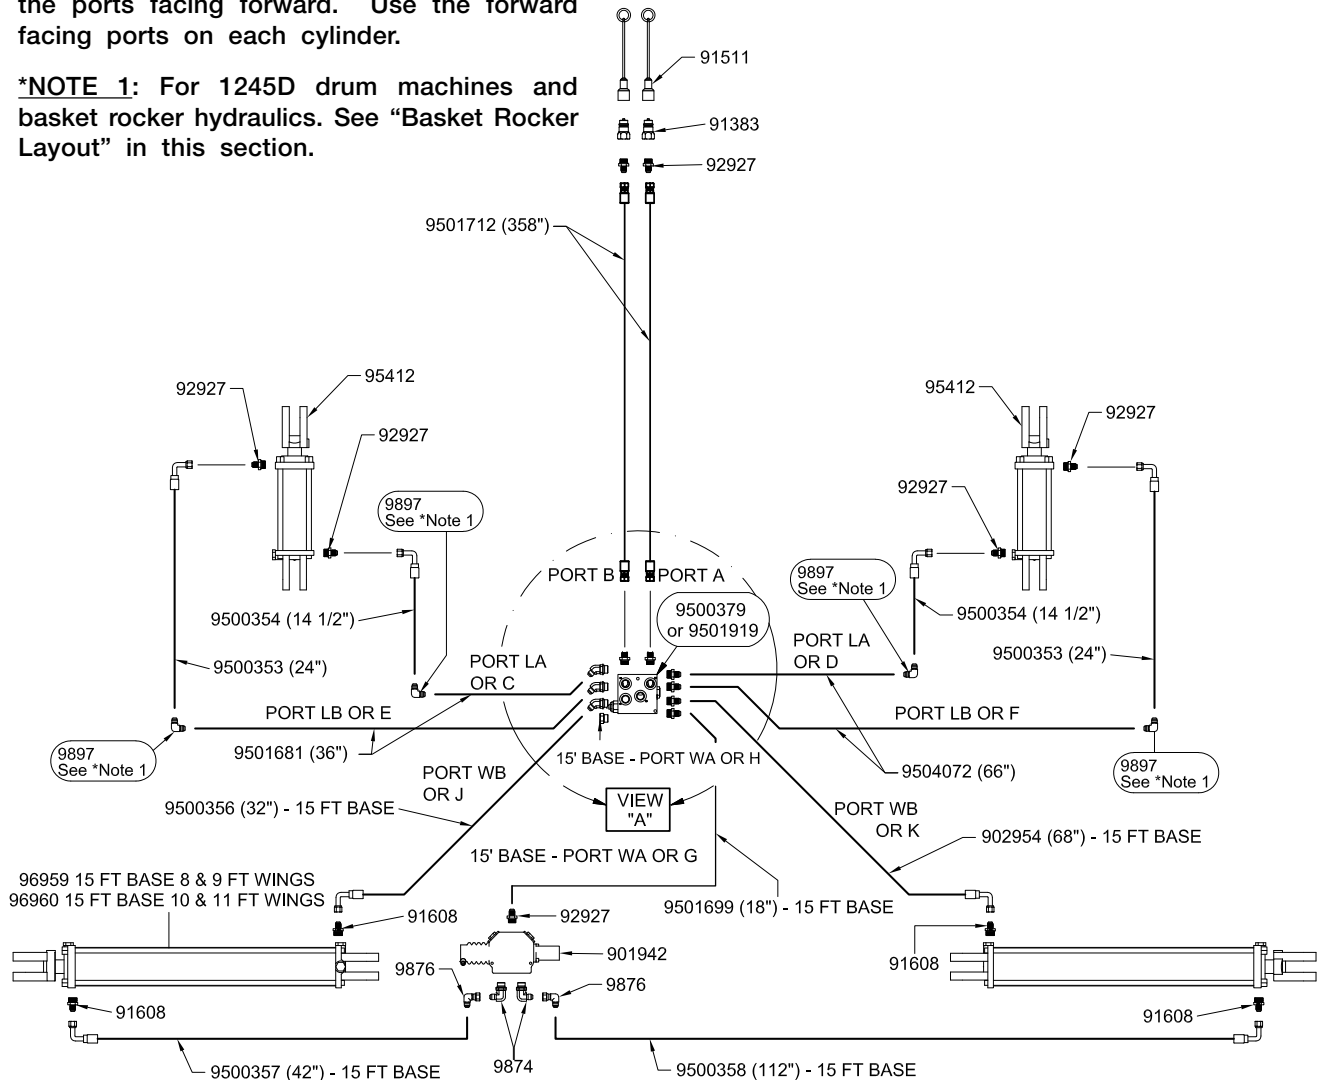 the ports facing forward. Use the forward
facing ports on each cylinder.
*NOTE 1: For 1245D drum machines and
basket rocker hydraulics. See “Basket Rocker
Layout” in this section.
91511
91383
92927
9501712 (358")
92927
95412
92927
9897
See *Note 1
95412
92927
92927
9897
See *Note 1
PORT B
PORT A
9500379
or 9501919
9500354 (14 1/2")
9500353 (24")
PORT LA
OR C
PORT LA
OR D
9500354 (14 1/2")
9500353 (24")
PORT LB OR E
PORT LB OR F
9501681 (36")
9897
See *Note 1
15' BASE - PORT WA OR H
9504072 (66")
9897
See *Note 1
PORT WB
OR J
9500356 (32") - 15 FT BASE
VIEW
"A"
PORT WB
OR K
902954 (68") - 15 FT BASE
15' BASE - PORT WA OR G
96959 15 FT BASE 8 & 9 FT WINGS
96960 15 FT BASE 10 & 11 FT WINGS
91608
92927
9501699 (18") - 15 FT BASE
901942
91608
9876
9876
91608
91608
9874
9500357 (42") - 15 FT BASE
9500358 (112") - 15 FT BASE